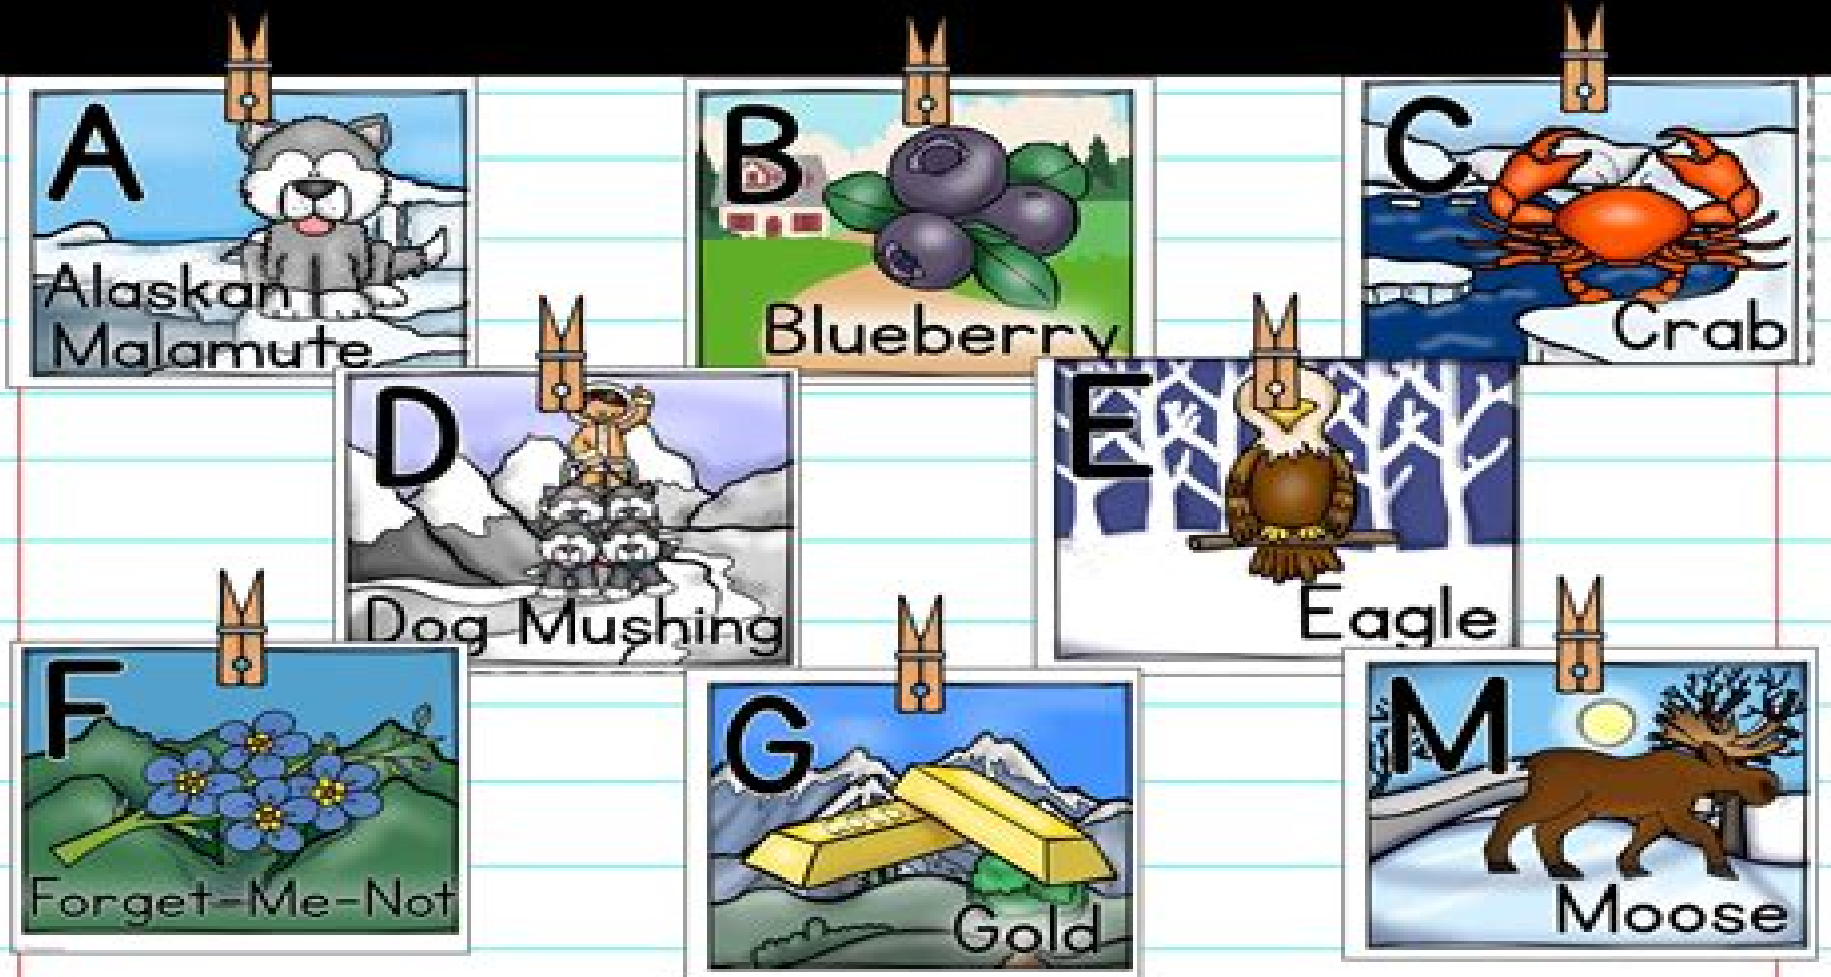 A
Alaskan
Malamute
B
Blueberry
C
Crab
D
Dog Mushing
E
Eagle
F
Forget-Me-Not
G
Gold
M
Moose